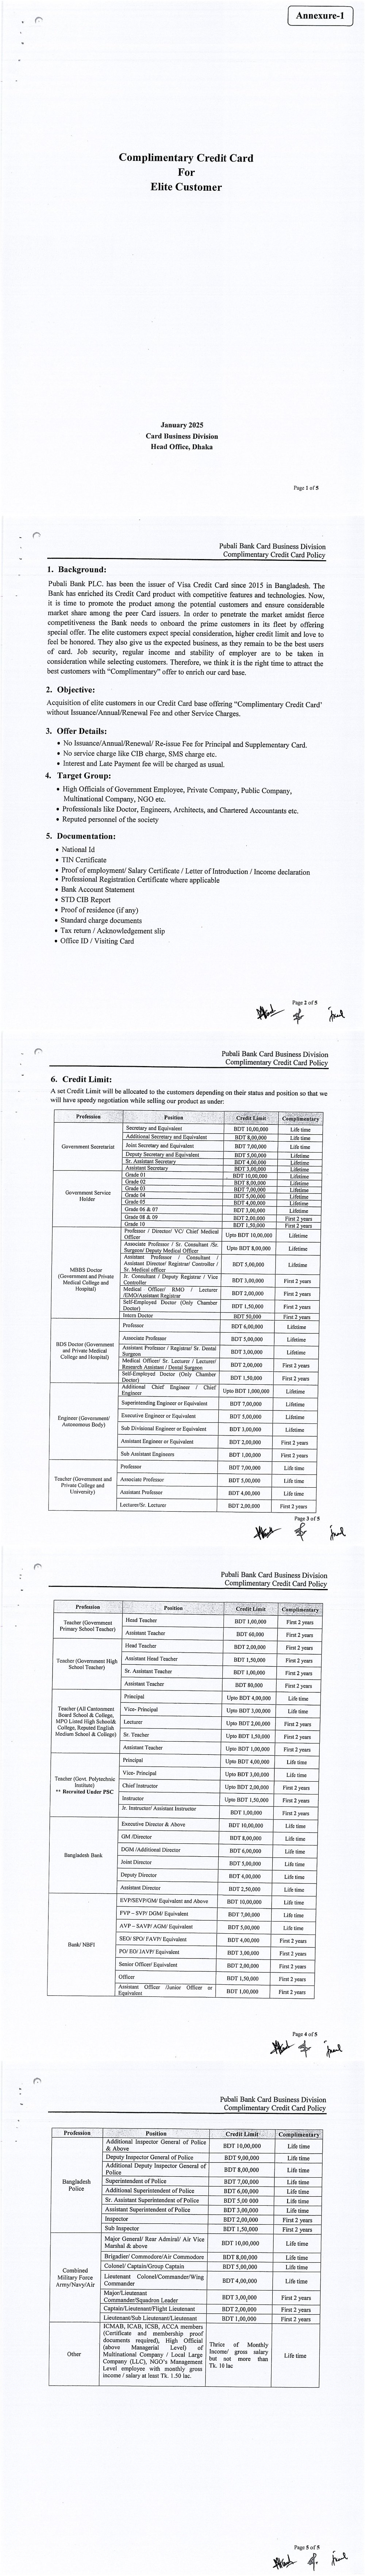 Annexure-I
Complimentary Credit Card
For
Elite Customer
January 2025
Card Business Division
Head Office, Dhaka
Page 1 of 5
Pubali Bank Card Business Division
Complimentary Credit Card Policy
1. Background:
Pubali Bank PLC. has been the issuer of Visa Credit Card since 2015 in Bangladesh. The
Bank has enriched its Credit Card product with competitive features and technologies. Now,
it is time to promote the product among the potential customers and ensure considerable
market share among the peer Card issuers. In order to penetrate the market amidst fierce
competitiveness the Bank needs to onboard the prime customers in its fleet by offering
special offer. The elite customers expect special consideration, higher credit limit and love to
feel be honored. They also give us the expected business, as they remain to be the best users
of card. Job security, regular income and stability of employer are to be taken in
consideration while selecting customers. Therefore, we think it is the right time to attract the
best customers with “Complimentary” offer to enrich our card base.
2. Objective:
Acquisition of elite customers in our Credit Card base offering “Complimentary Credit Card’
without Issuance/Annual/Renewal Fee and other Service Charges.
3. Offer Details:
• No Issuance/Annual/Renewal/ Re-issue Fee for Principal and Supplementary Card.
• No service charge like CIB charge, SMS charge etc.
• Interest and Late Payment fee will be charged as usual.
4. Target Group:
• High Officials of Government Employee, Private Company, Public Company,
Multinational Company, NGO etc.
• Professionals like Doctor, Engineers, Architects, and Chartered Accountants etc.
• Reputed personnel of the society
5. Documentation:
• National Id
• TIN Certificate
• Proof of employment/ Salary Certificate / Letter of Introduction / Income declaration
• Professional Registration Certificate where applicable
• Bank Account Statement
• STD CIB Report
• Proof of residence (if any)
• Standard charge documents
• Tax return / Acknowledgement slip
• Office ID / Visiting Card
Page 2 of 5
Pubali Bank Card Business Division
Complimentary Credit Card Policy
6. Credit Limit:
A set Credit Limit will be allocated to the customers depending on their status and position so that we
will have speedy negotiation while selling our product as under:
Profession Position Credit Limit Complimentary
Government Secretariat
Secretary and Equivalent BDT 10,00,000 Life time
Additional Secretary and Equivalent BDT 8,00,000 Life time
Joint Secretary and Equivalent BDT 7,00,000 Life time
Deputy Secretary and Equivalent BDT 5,00,000 Lifetime
Sr. Assistant Secretary BDT 4,00,000 Lifetime
Assistant Secretary BDT 3,00,000 Lifetime
Government Service
Holder
Grade 01 BDT 10,00,000 Lifetime
Grade 02 BDT 8,00,000 Lifetime
Grade 03 BDT 7,00,000 Lifetime
Grade 04 BDT 5,00,000 Lifetime
Grade 05 BDT 4,00,000 Lifetime
Grade 06 & 07 BDT 3,00,000 Lifetime
Grade 08 & 09 BDT 2,00,000 First 2 years
Grade 10 BDT 1,50,000 First 2 years
MBBS Doctor
(Government and Private
Medical College and
Hospital)
Professor / Director/ VC/ Chief Medical
Officer Upto BDT 10,00,000 Lifetime
Associate Professor / Sr. Consultant /Sr.
Surgeon/ Deputy Medical Officer Upto BDT 8,00,000 Lifetime
Assistant Professor / Consultant /
Assistant Director/ Registrar/ Controller /
Sr. Medical officer BDT 5,00,000 Lifetime
Jr. Consultant / Deputy Registrar / Vice
Controller BDT 3,00,000 First 2 years
Medical Officer/ RMO / Lecturer
/EMO/Assistant Registrar BDT 2,00,000 First 2 years
Self-Employed Doctor (Only Chamber
Doctor) BDT 1,50,000 First 2 years
Intern Doctor BDT 50,000 First 2 years
BDS Doctor (Government
and Private Medical
College and Hospital)
Professor BDT 6,00,000 Lifetime
Associate Professor BDT 5,00,000 Lifetime
Assistant Professor / Registrar/ Sr. Dental
Surgeon BDT 3,00,000 Lifetime
Medical Officer/ Sr. Lecturer / Lecturer/
Research Assistant / Dental Surgeon BDT 2,00,000 First 2 years
Self-Employed Doctor (Only Chamber
Doctor) BDT 1,50,000 First 2 years
Engineer (Government/
Autonomous Body)
Additional Chief Engineer / Chief
Engineer Upto BDT 1,000,000 Lifetime
Superintending Engineer or Equivalent BDT 7,00,000 Lifetime
Executive Engineer or Equivalent BDT 5,00,000 Lifetime
Sub Divisional Engineer or Equivalent BDT 3,00,000 Lifetime
Assistant Engineer or Equivalent BDT 2,00,000 First 2 years
Sub Assistant Engineers BDT 1,00,000 First 2 years
Teacher (Government and
Private College and
University)
Professor BDT 7,00,000 Life time
Associate Professor BDT 5,00,000 Life time
Assistant Professor BDT 4,00,000 Life time
Lecturer/Sr. Lecturer BDT 2,00,000 First 2 years
Page 3 of 5
Pubali Bank Card Business Division
Complimentary Credit Card Policy
Profession Position Credit Limit Complimentary
Teacher (Government
Primary School Teacher)
Head Teacher BDT 1,00,000 First 2 years
Assistant Teacher BDT 60,000 First 2 years
Teacher (Government High
School Teacher)
Head Teacher BDT 2,00,000 First 2 years
Assistant Head Teacher BDT 1,50,000 First 2 years
Sr. Assistant Teacher BDT 1,00,000 First 2 years
Assistant Teacher BDT 80,000 First 2 years
Teacher (All Cantonment
Board School & College,
MPO Listed High School&
College, Reputed English
Medium School & College)
Principal Upto BDT 4,00,000 Life time
Vice- Principal Upto BDT 3,00,000 Life time
Lecturer Upto BDT 2,00,000 First 2 years
Sr. Teacher Upto BDT 1,50,000 First 2 years
Assistant Teacher Upto BDT 1,00,000 First 2 years
Teacher (Govt. Polytechnic
Institute)
** Recruited Under PSC
Principal Upto BDT 4,00,000 Life time
Vice- Principal Upto BDT 3,00,000 Life time
Chief Instructor Upto BDT 2,00,000 First 2 years
Instructor Upto BDT 1,50,000 First 2 years
Jr. Instructor/ Assistant Instructor BDT 1,00,000 First 2 years
Bangladesh Bank
Executive Director & Above BDT 10,00,000 Life time
GM /Director BDT 8,00,000 Life time
DGM /Additional Director BDT 6,00,000 Life time
Joint Director BDT 5,00,000 Life time
Deputy Director BDT 4,00,000 Life time
Assistant Director BDT 2,50,000 Life time
Bank/ NBFI
EVP/SEVP/GM/ Equivalent and Above BDT 10,00,000 Life time
FVP – SVP/ DGM/ Equivalent BDT 7,00,000 Life time
AVP – SAVP/ AGM/ Equivalent BDT 5,00,000 Life time
SEO/ SPO/ FAVP/ Equivalent BDT 4,00,000 First 2 years
PO/ EO/ JAVP/ Equivalent BDT 3,00,000 First 2 years
Senior Officer/ Equivalent BDT 2,00,000 First 2 years
Officer BDT 1,50,000 First 2 years
Assistant Officer /Junior Officer or
Equivalent BDT 1,00,000 First 2 years
Page 4 of 5
Pubali Bank Card Business Division
Complimentary Credit Card Policy
Profession Position Credit Limit Complimentary
Bangladesh
Police
Additional Inspector General of Police
& Above BDT 10,00,000 Life time
Deputy Inspector General of Police BDT 9,00,000 Life time
Additional Deputy Inspector General of
Police BDT 8,00,000 Life time
Superintendent of Police BDT 7,00,000 Life time
Additional Superintendent of Police BDT 6,00,000 Life time
Sr. Assistant Superintendent of Police BDT 5,00 000 Life time
Assistant Superintendent of Police BDT 3,00,000 Life time
Inspector BDT 2,00,000 First 2 years
Sub Inspector BDT 1,50,000 First 2 years
Combined
Military Force
Army/Navy/Air
Major General/ Rear Admiral/ Air Vice
Marshal & above BDT 10,00,000 Life time
Brigadier/ Commodore/Air Commodore BDT 8,00,000 Life time
Colonel/ Captain/Group Captain BDT 5,00,000 Life time
Lieutenant Colonel/Commander/Wing
Commander BDT 4,00,000 Life time
Major/Lieutenant
Commander/Squadron Leader BDT 3,00,000 First 2 years
Captain/Lieutenant/Flight Lieutenant BDT 2,00,000 First 2 years
Lieutenant/Sub Lieutenant/Lieutenant BDT 1,00,000 First 2 years
Other
ICMAB, ICAB, ICSB, ACCA members
(Certificate and membership proof
documents required), High Official
(above Managerial Level) of
Multinational Company / Local Large
Company (LLC), NGO's Management
Level employee with monthly gross
income / salary at least Tk. 1.50 lac.
Thrice of Monthly
Income/ gross salary
but not more than
Tk. 10 lac
Life time
Page 5 of 5